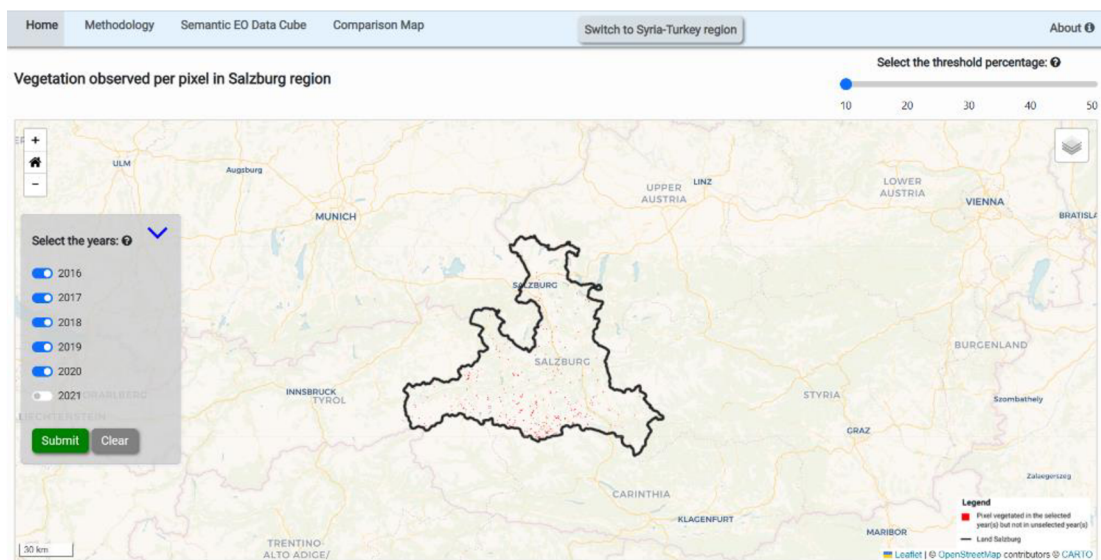 Home Methodology Semantic EO Data Cube Comparison Map Switch to Syria-Turkey region About
Vegetation observed per pixel in Salzburg region
Select the threshold percentage:
10 20 30 40 50
+
-
ULM
Augsburg
MUNICH
UPPER AUSTRIA
LINZ
LOWER AUSTRIA
VIENNA
BRATISLA
Select the years:
2016
2017
2018
2019
2020
2021
Submit Clear
VORARLBERG
LIECHTENSTEIN
SALZBURG
SALZBURG
INNSBRUCK
TYROL
BURGENLAND
STYRIA
Szombathely
GRAZ
Zalaegerszeg
CARINTHIA
KLAGENFURT
MARIBOR
TRENTINO-
ALTO ADIGE/
30 km
Legend
Pixel vegetated in the selected
year(s) but not in unselected year(s)
Land Salzburg
Leaflet | © OpenStreetMap contributors © CARTO